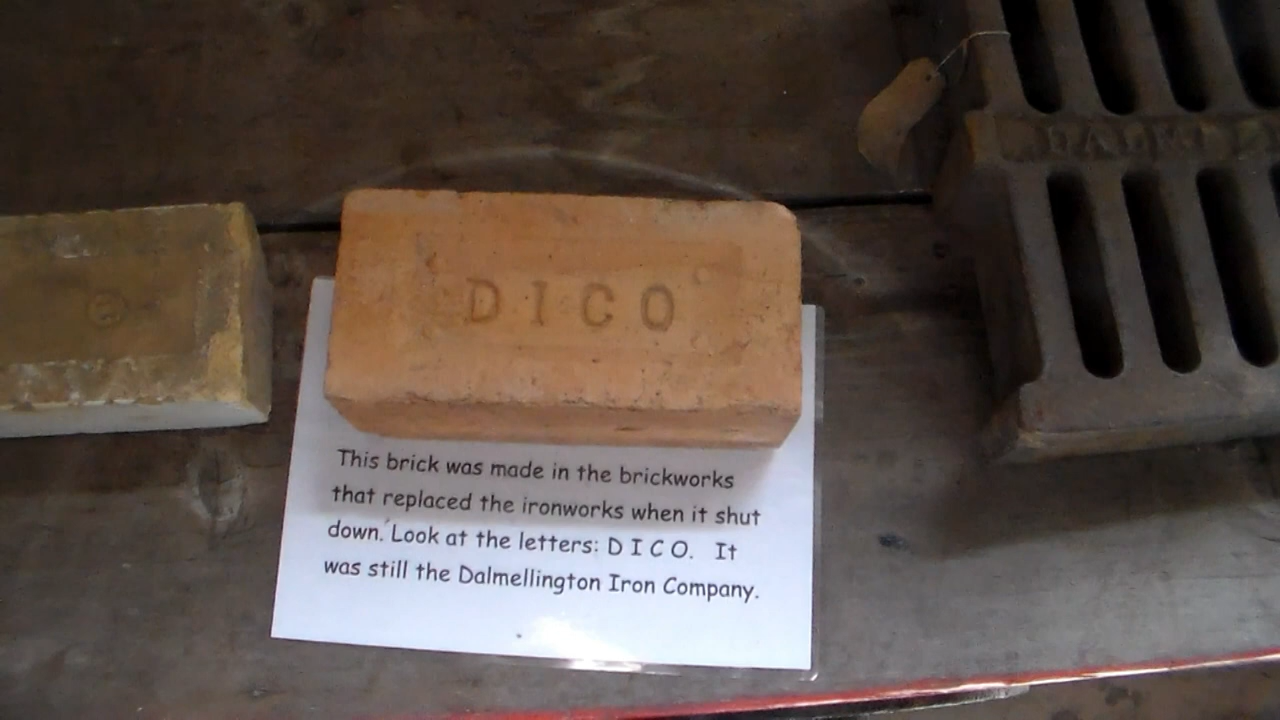 DALME
DICO
This brick was made in the brickworks
that replaced the ironworks when it shut
down. Look at the letters: D I C O. It
was still the Dalmellington Iron Company.